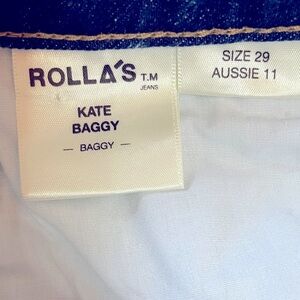 ROLLA'S T.M
JEANS
KATE
BAGGY
— BAGGY —
SIZE 29
AUSSIE 11